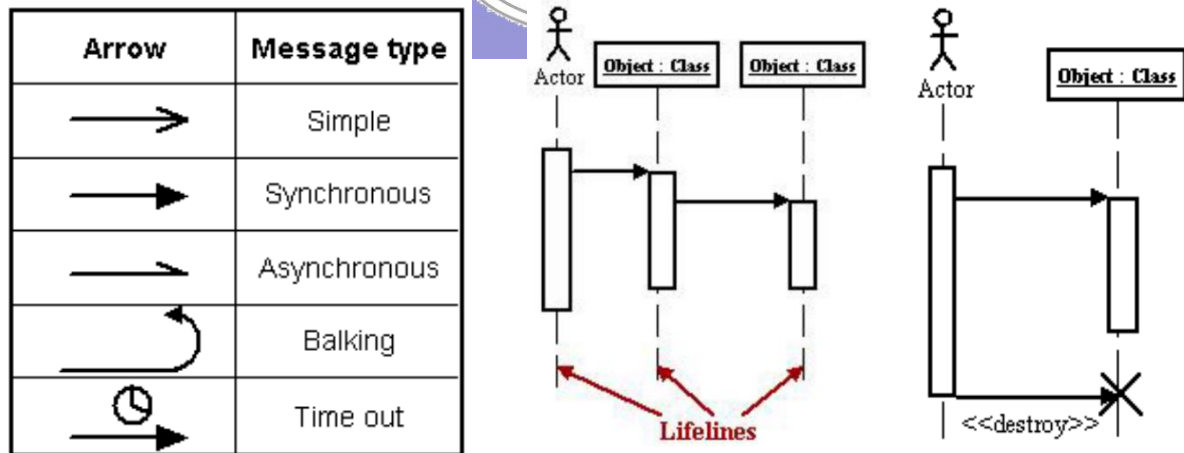 Arrow Message type
Simple
Synchronous
Asynchronous
Balking
Time out
Actor
Object : Class
Object : Class
Lifelines
Actor
Object : Class
<<destroy>>